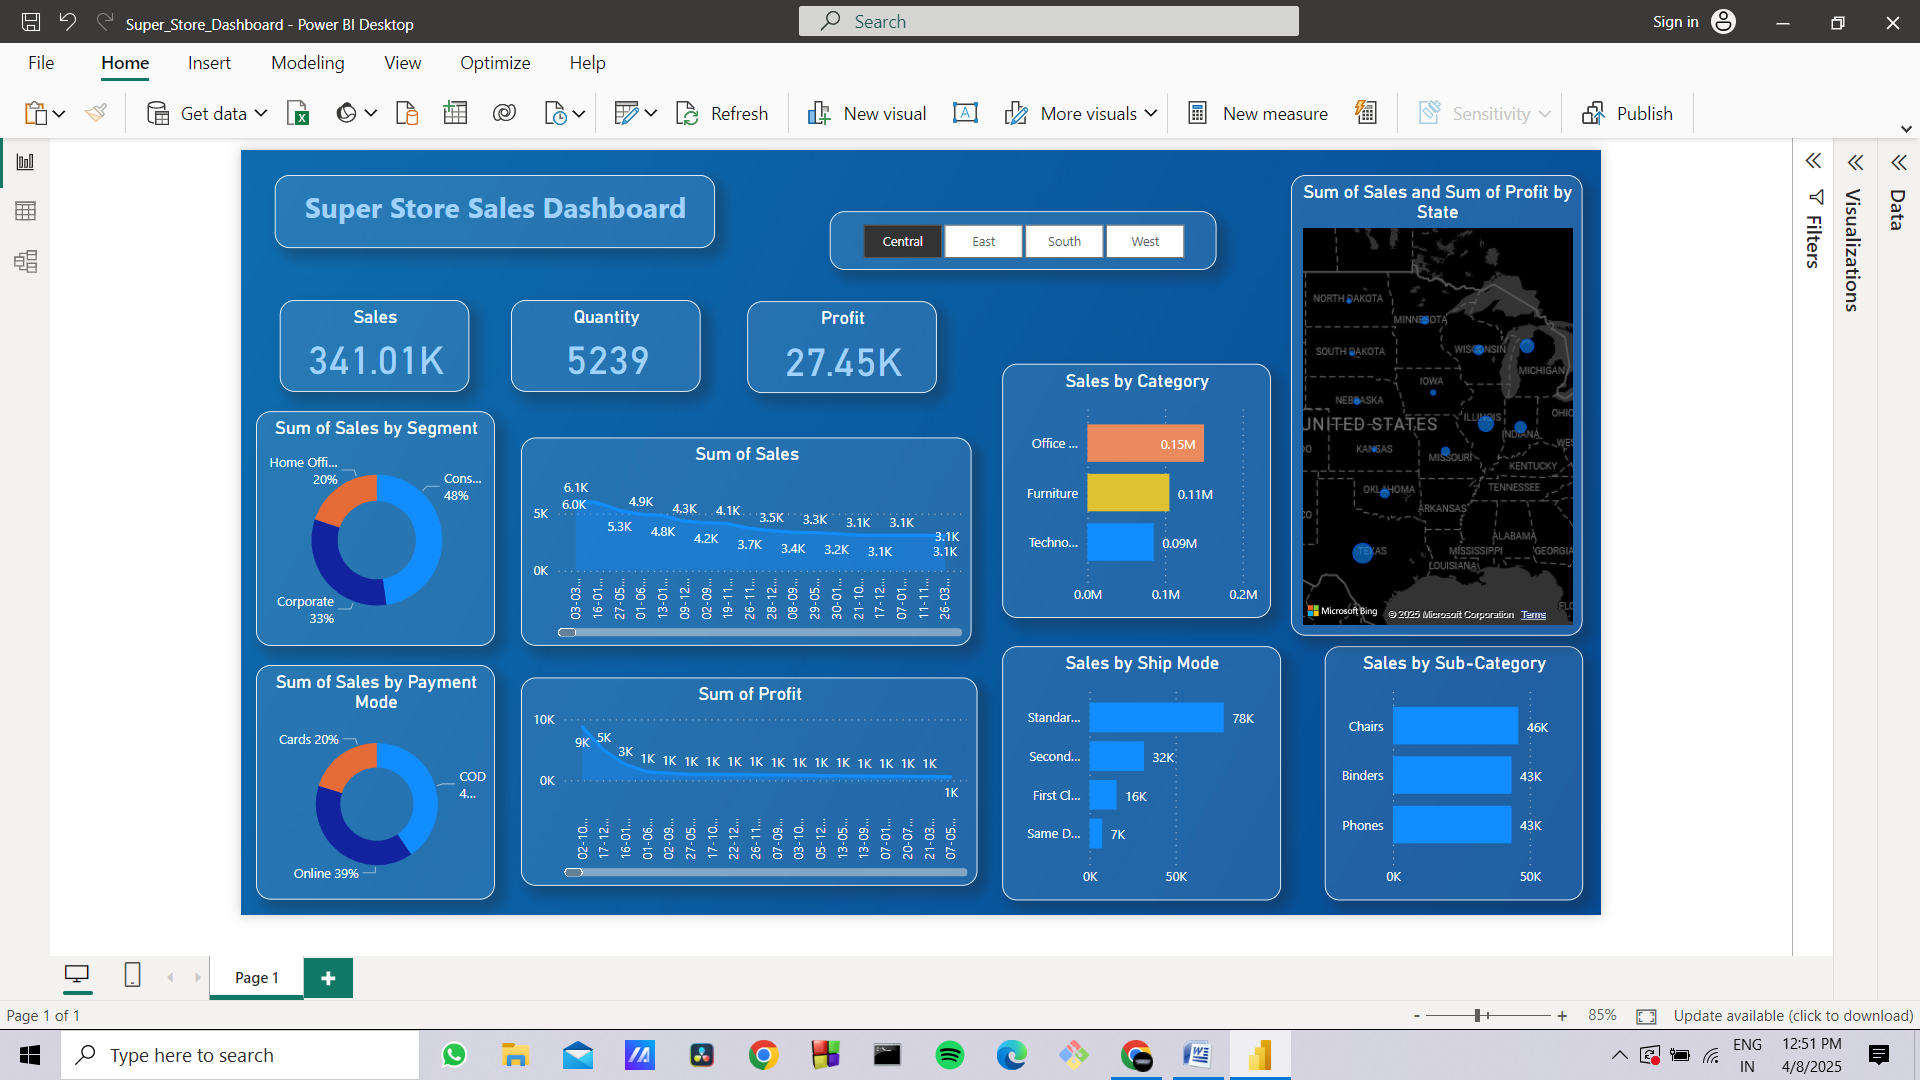 Super_Store_Dashboard - Power BI Desktop
Search
Sign in
File Home Insert Modeling View Optimize Help
Get data Refresh New visual More visuals New measure Sensitivity Publish
Super Store Sales Dashboard
Central East South West
Sales
341.01K
Quantity
5239
Profit
27.45K
Sum of Sales by Segment
Home Offi...
20%
Cons...
48%
Corporate
33%
Sum of Sales
6.1K
6.0K
5.3K
4.9K
4.8K
4.3K
4.2K
4.1K
3.7K
3.5K
3.4K
3.3K
3.2K
3.1K
3.1K
3.1K
3.1K
3.1K
5K
0K
03-03...
16-01...
27-05...
01-06...
13-01...
09-12...
02-09...
19-11...
26-11...
28-12...
08-09...
29-05...
30-01...
21-10...
17-12...
07-01...
11-11...
26-03...
Sales by Category
Office ... 0.15M
Furniture 0.11M
Techno... 0.09M
0.0M 0.1M 0.2M
Sum of Sales and Sum of Profit by
State
NORTH DAKOTA
MINNESOTA
SOUTH DAKOTA
WISCONSIN
MICHIGAN
IOWA
NEBRASKA
UNITED STATES
ILLINOIS
INDIANA
OHIO
KANSAS
MISSOURI
WES
KENTUCKY
OKLAHOMA
TENNESSEE
ARKANSAS
CO
TEXAS
ALABAMA
MISSISSIPPI
GEORGIA
LOUISIANA
FLO
Microsoft Bing
© 2025 Microsoft Corporation Terms
Sum of Sales by Payment
Mode
Cards 20%
COD
4...
Online 39%
Sum of Profit
10K
0K
9K
5K
3K
1K 1K 1K 1K 1K 1K 1K 1K 1K 1K 1K 1K 1K 1K
1K
02-10...
17-12...
16-01...
01-06...
02-09...
27-05...
17-10...
22-12...
26-11...
07-09...
03-10...
05-12...
13-05...
13-09...
07-01...
20-07...
21-03...
07-05...
Sales by Ship Mode
Standar... 78K
Second... 32K
First Cl... 16K
Same D... 7K
0K 50K
Sales by Sub-Category
Chairs 46K
Binders 43K
Phones 43K
0K 50K
Filters
Visualizations
Data
Page 1
Page 1 of 1
- + 85%
Update available (click to download)
Type here to search
ENG
IN
12:51 PM
4/8/2025